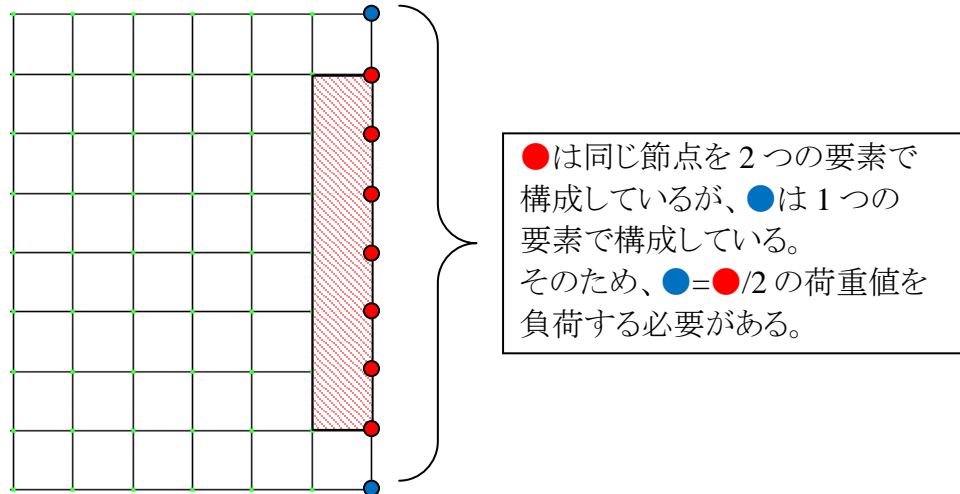 ●は同じ節点を 2 つの要素で
構成しているが、●は 1 つの
要素で構成している。
そのため、●=●/2 の荷重値を
負荷する必要がある。